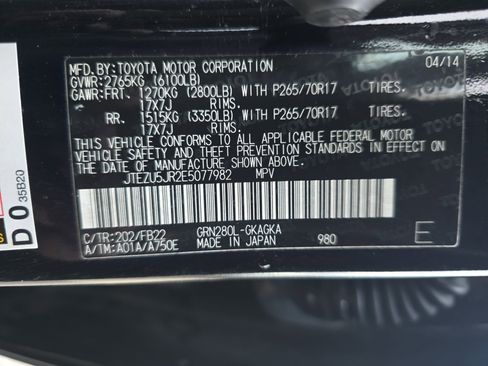 MFD.BY:TOYOTA MOTOR CORPORATION 04/14
GVWR:2765KG (6100LB)
GAWR:FRT. 1270KG (2800LB) WITH P265/70R17 TIRES.
17X7J RIMS.
RR. 1515KG (3350LB) WITH P265/70R17 TIRES.
17X7J RIMS.
THIS VEHICLE CONFORMS TO ALL APPLICABLE FEDERAL MOTOR
VEHICLE SAFETY AND THEFT PREVENTION STANDARDS IN EFFECT
ON THE DATE OF MANUFACTURE SHOWN ABOVE.
JTEZU5JR2E5077982 MPV
C/TR:202/FB22 GRN280L-GKAGKA
A/TM:A01A/A750E MADE IN JAPAN 980 E
D0
35B20